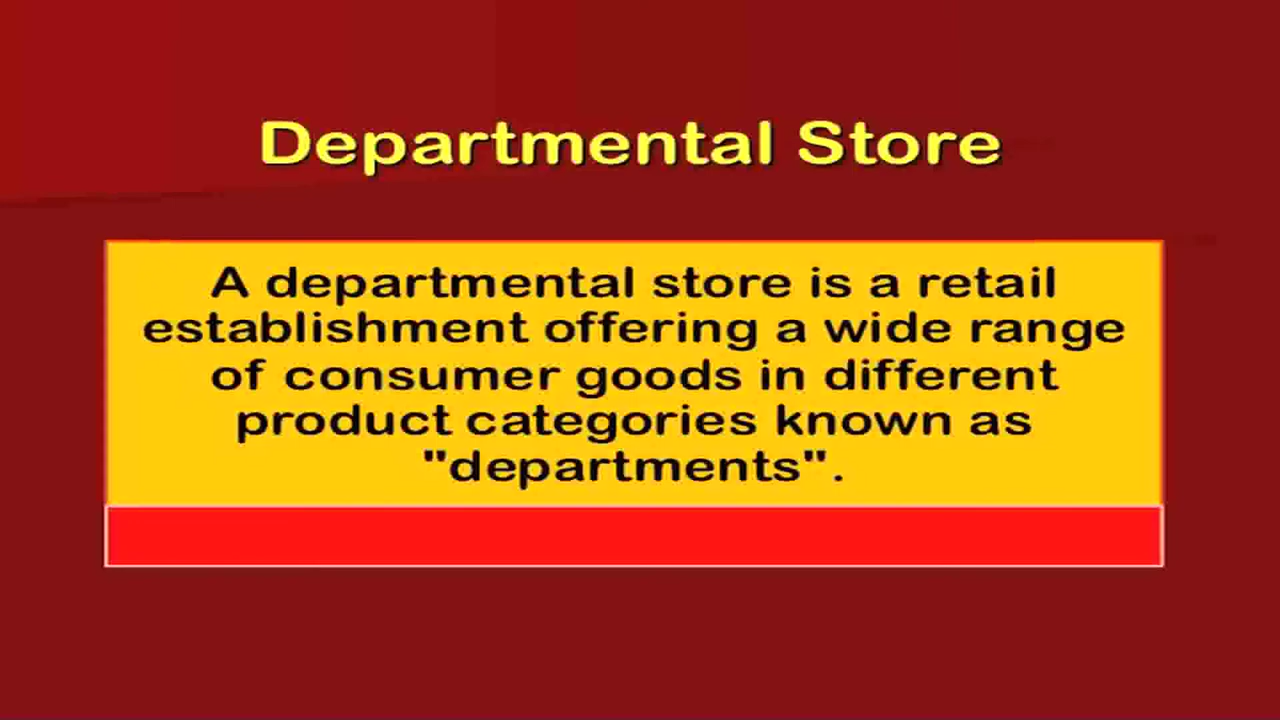 Departmental Store
A departmental store is a retail
establishment offering a wide range
of consumer goods in different
product categories known as
"departments".